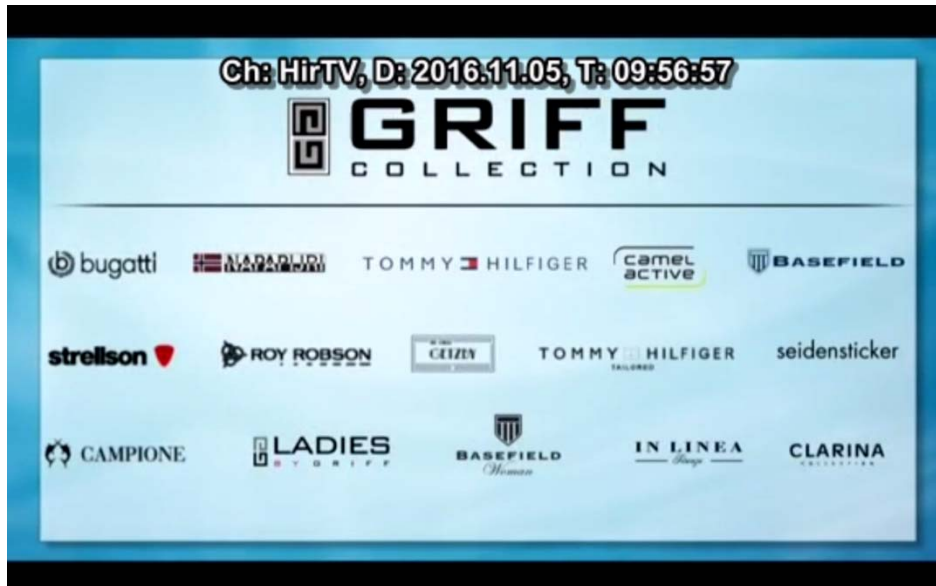 Ch: HirTV, D: 2016.11.05, T: 09:56:57
GRIFF
COLLECTION
bugatti
NAPAPIJRI
TOMMY HILFIGER
camel
active
BASEFIELD
strellson
ROY ROBSON
TOMMY HILFIGER
TAILORED
seidensticker
CAMPIONE
LADIES
BY GRIFF
BASEFIELD
Woman
IN LINEA
CLARINA